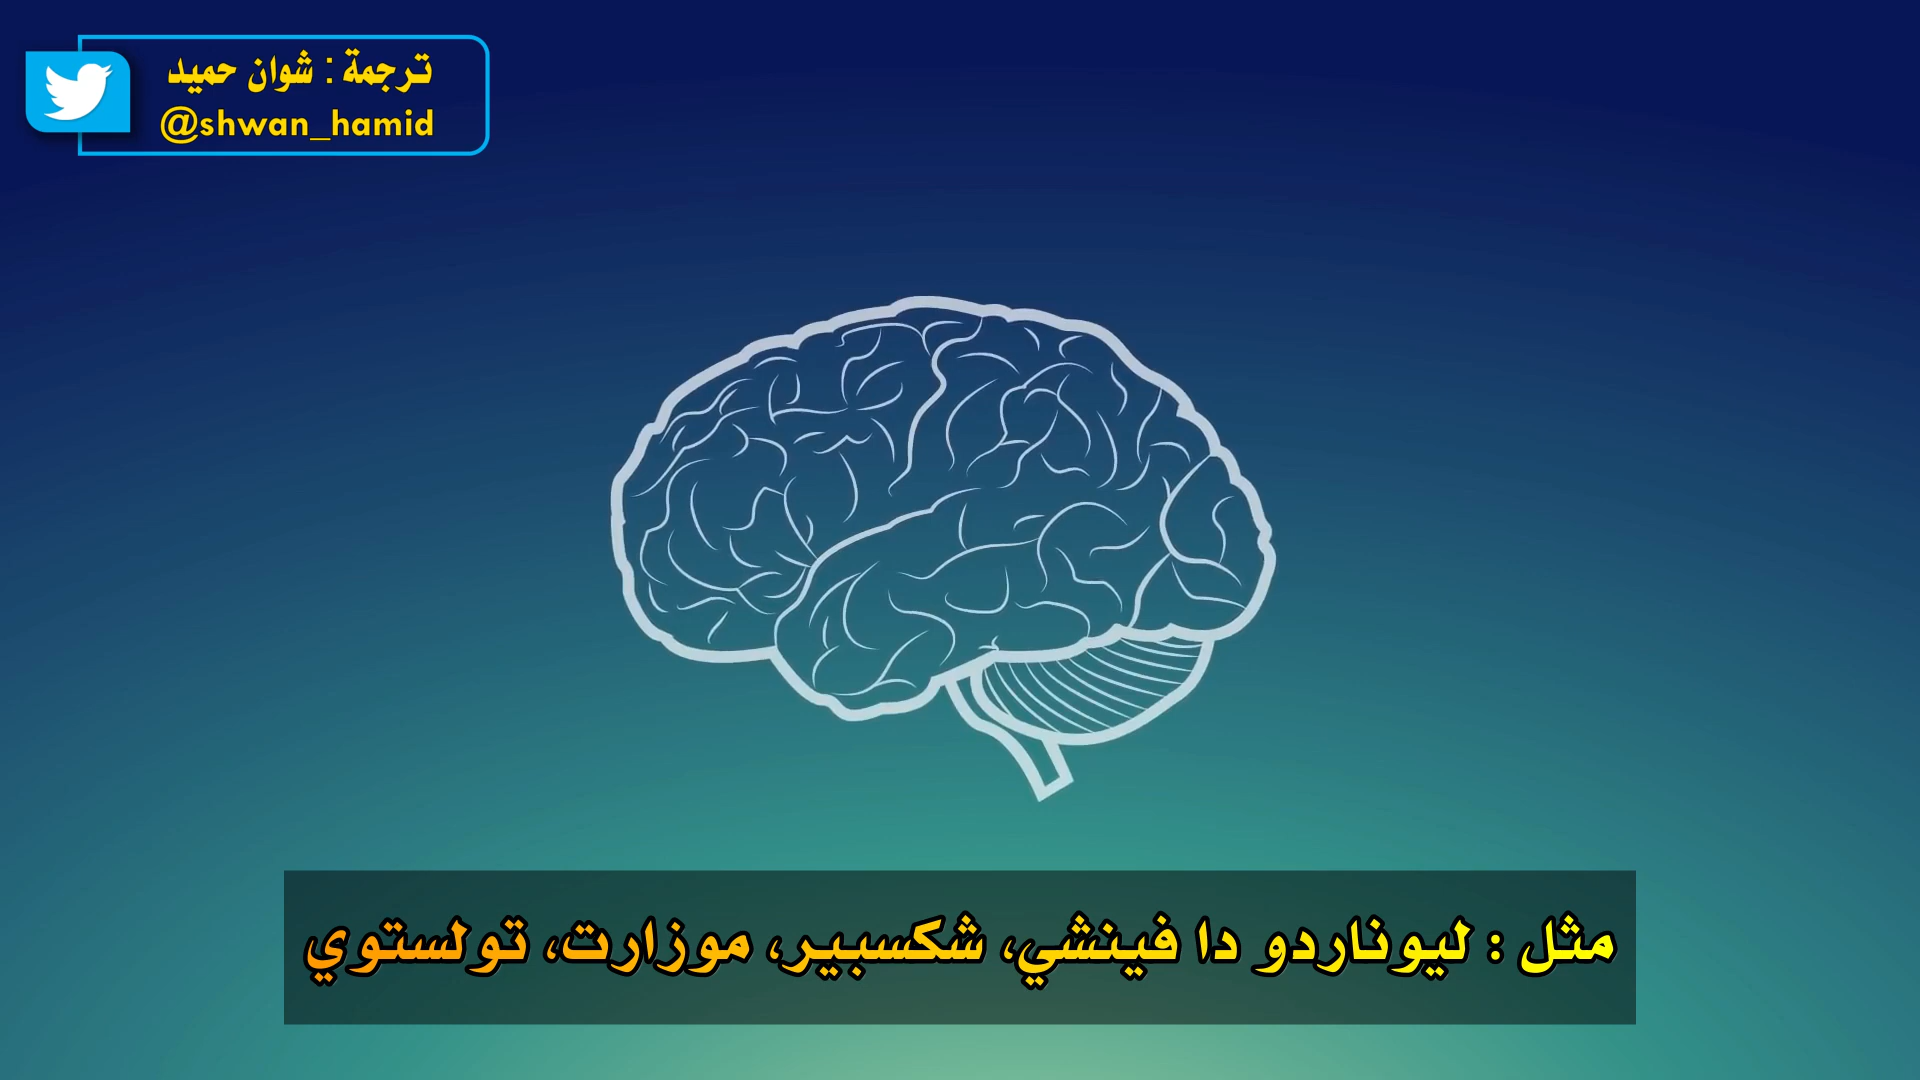 ترجمة : شوان حميد
@shwan_hamid
مثل : ليوناردو دا فينشي، شكسبير، موزارت، تولستوي